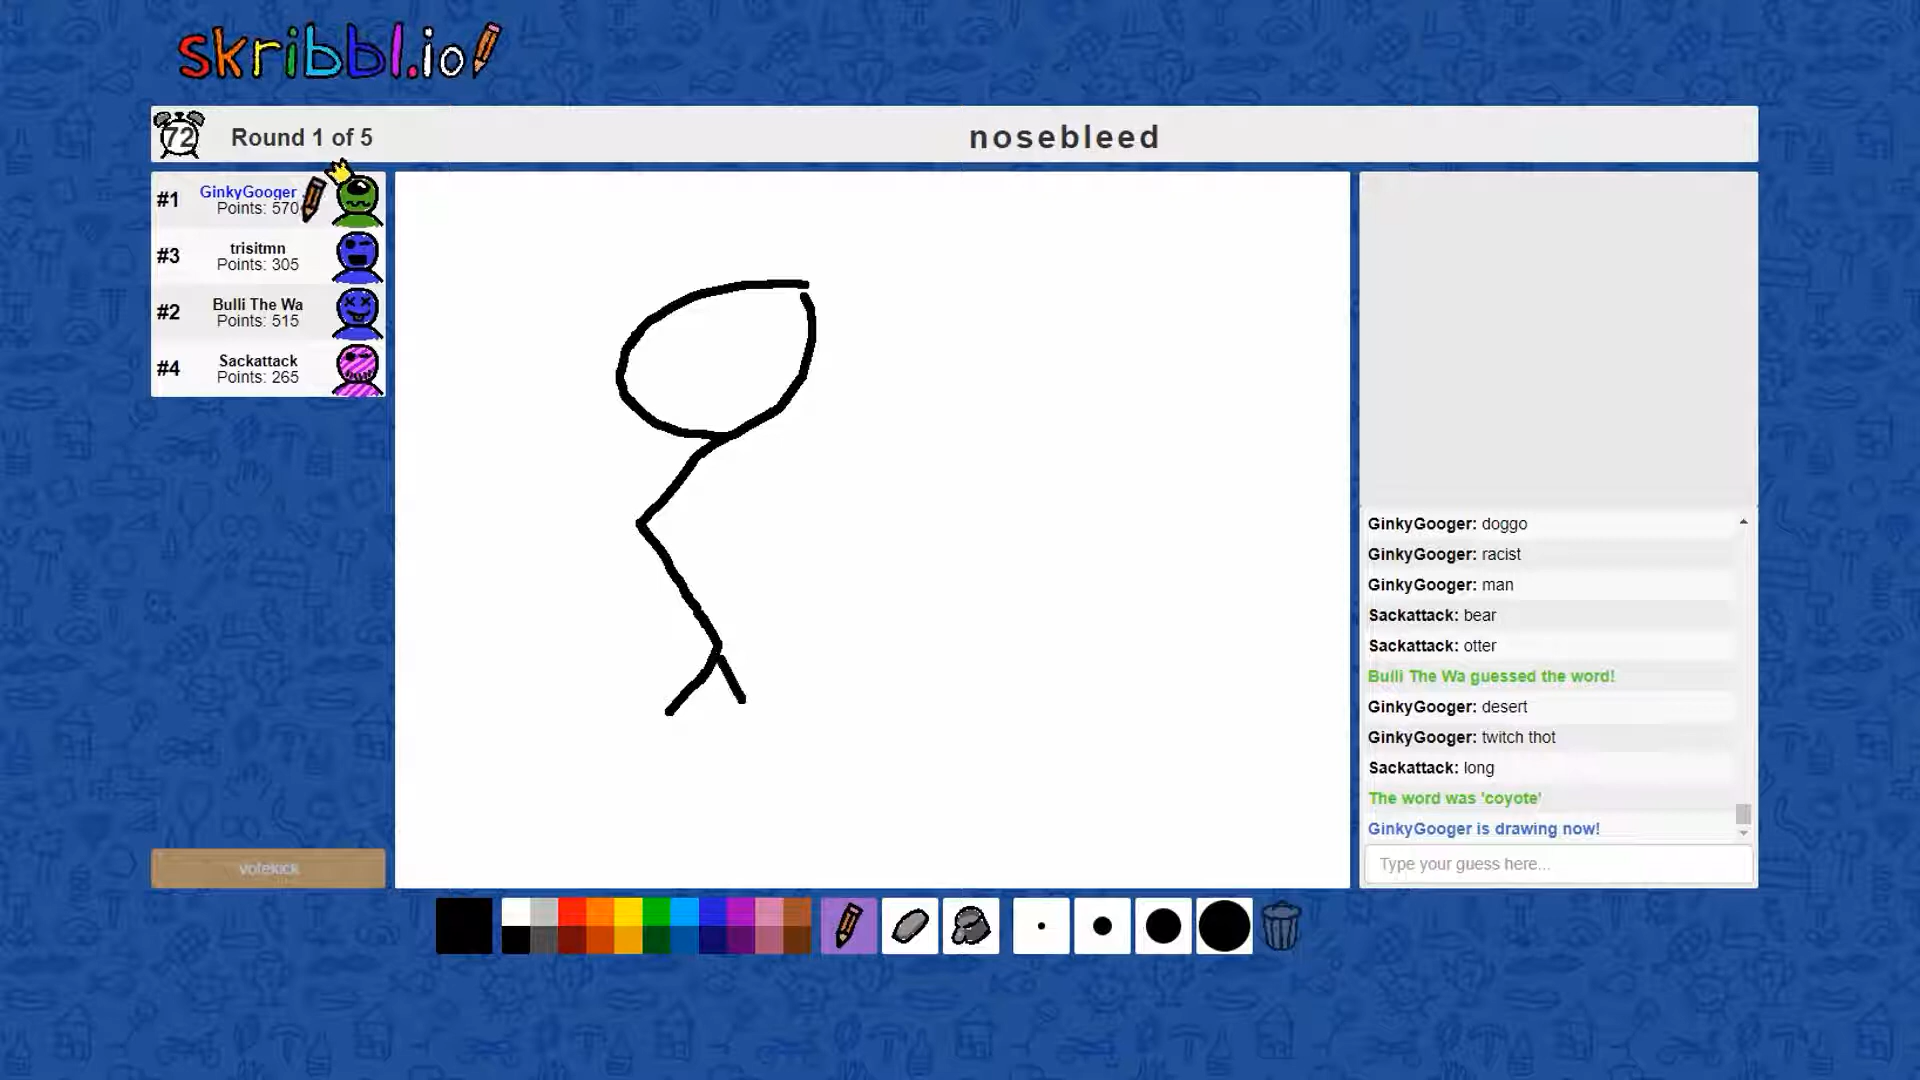 skribbl.io
72
Round 1 of 5
nosebleed
#1
GinkyGooger
Points: 570
#3
trisitmn
Points: 305
#2
Bulli The Wa
Points: 515
#4
Sackattack
Points: 265
votekick
GinkyGooger: doggo
GinkyGooger: racist
GinkyGooger: man
Sackattack: bear
Sackattack: otter
Bulli The Wa guessed the word!
GinkyGooger: desert
GinkyGooger: twitch thot
Sackattack: long
The word was 'coyote'
GinkyGooger is drawing now!
Type your guess here...